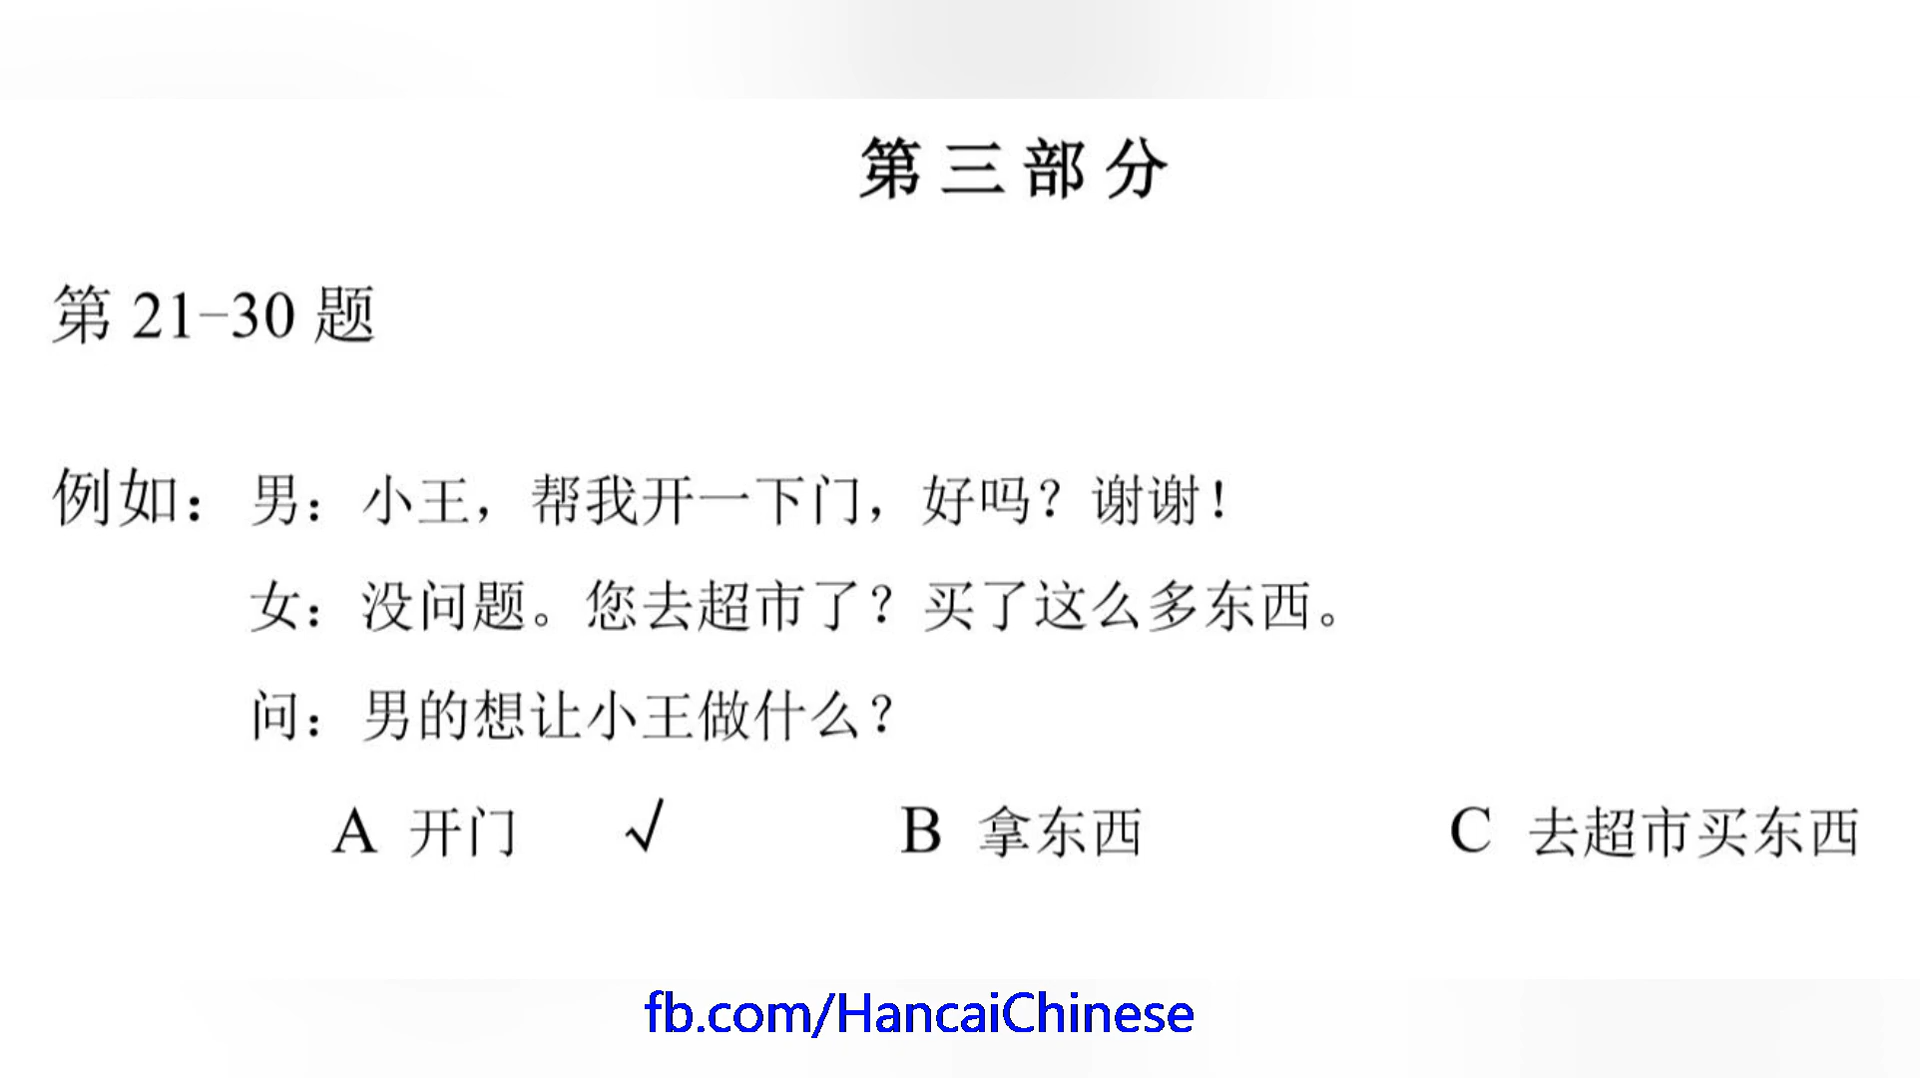 第三部分
第 21-30 题
例如：男：小王，帮我开一下门，好吗？谢谢！
女：没问题。您去超市了？买了这么多东西。
问：男的想让小王做什么？
A 开门 √ B 拿东西 C 去超市买东西
fb.com/HancaiChinese